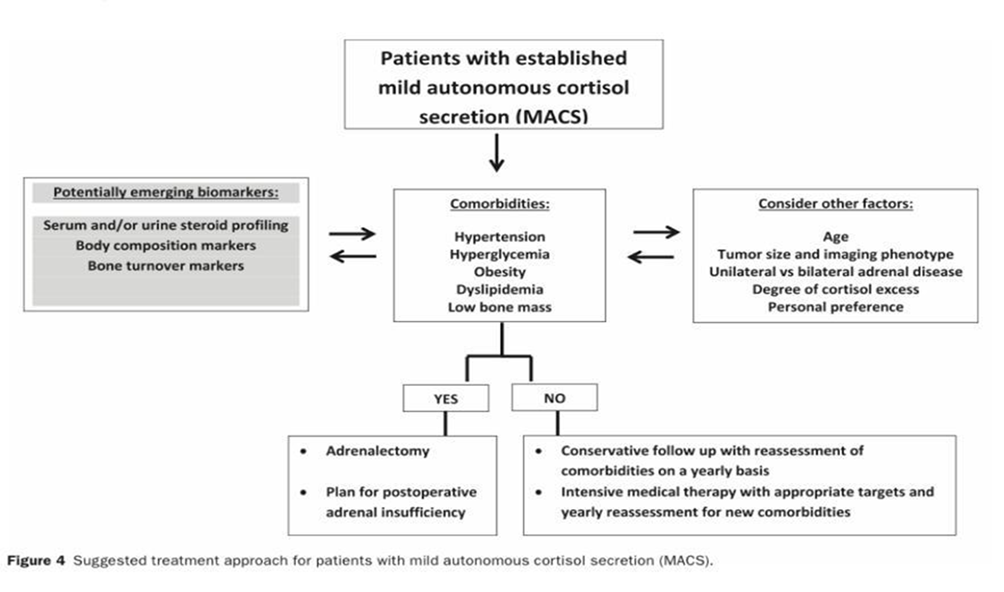 Patients with established
mild autonomous cortisol
secretion (MACS)
Potentially emerging biomarkers:
Serum and/or urine steroid profiling
Body composition markers
Bone turnover markers
Comorbidities:
Hypertension
Hyperglycemia
Obesity
Dyslipidemia
Low bone mass
Consider other factors:
Age
Tumor size and imaging phenotype
Unilateral vs bilateral adrenal disease
Degree of cortisol excess
Personal preference
YES
NO
• Adrenalectomy
• Plan for postoperative
adrenal insufficiency
• Conservative follow up with reassessment of
comorbidities on a yearly basis
• Intensive medical therapy with appropriate targets and
yearly reassessment for new comorbidities
Figure 4 Suggested treatment approach for patients with mild autonomous cortisol secretion (MACS).